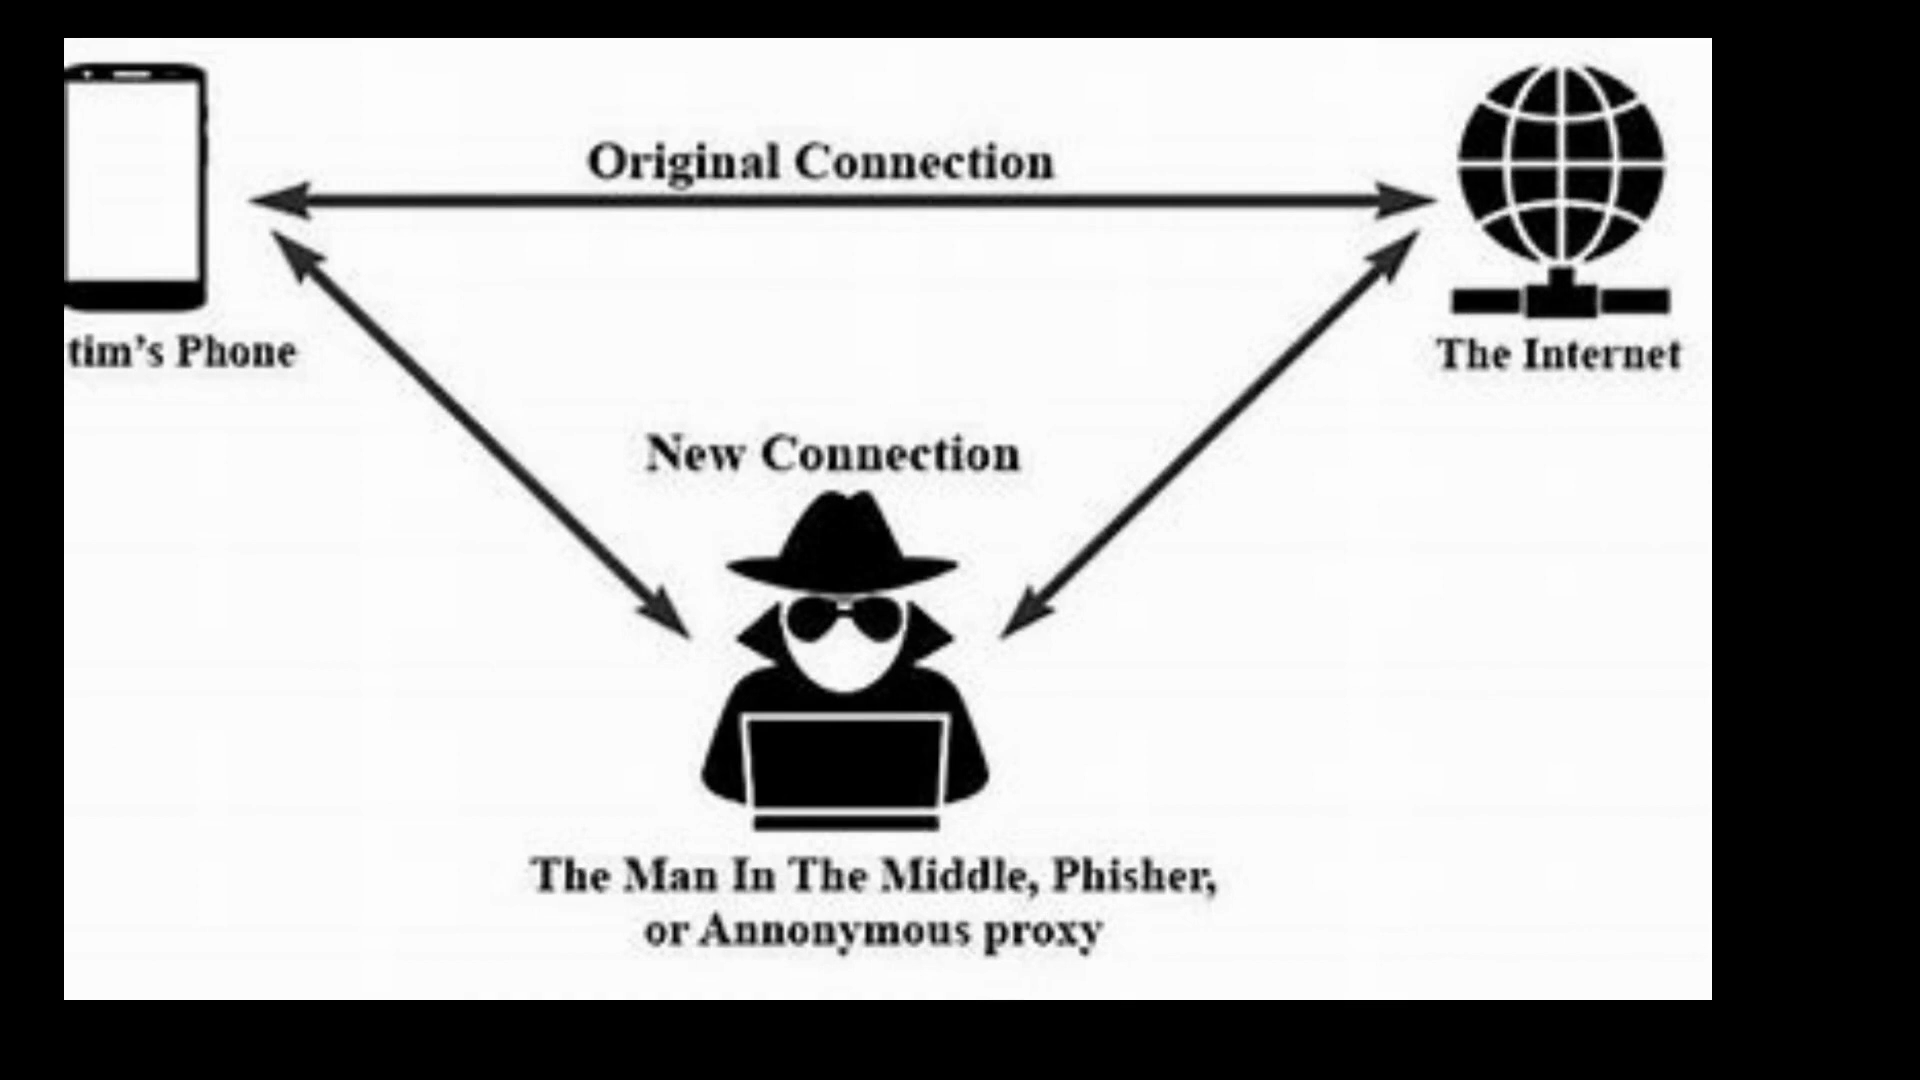 Original Connection
tim's Phone
The Internet
New Connection
The Man In The Middle, Phisher,
or Annonymous proxy